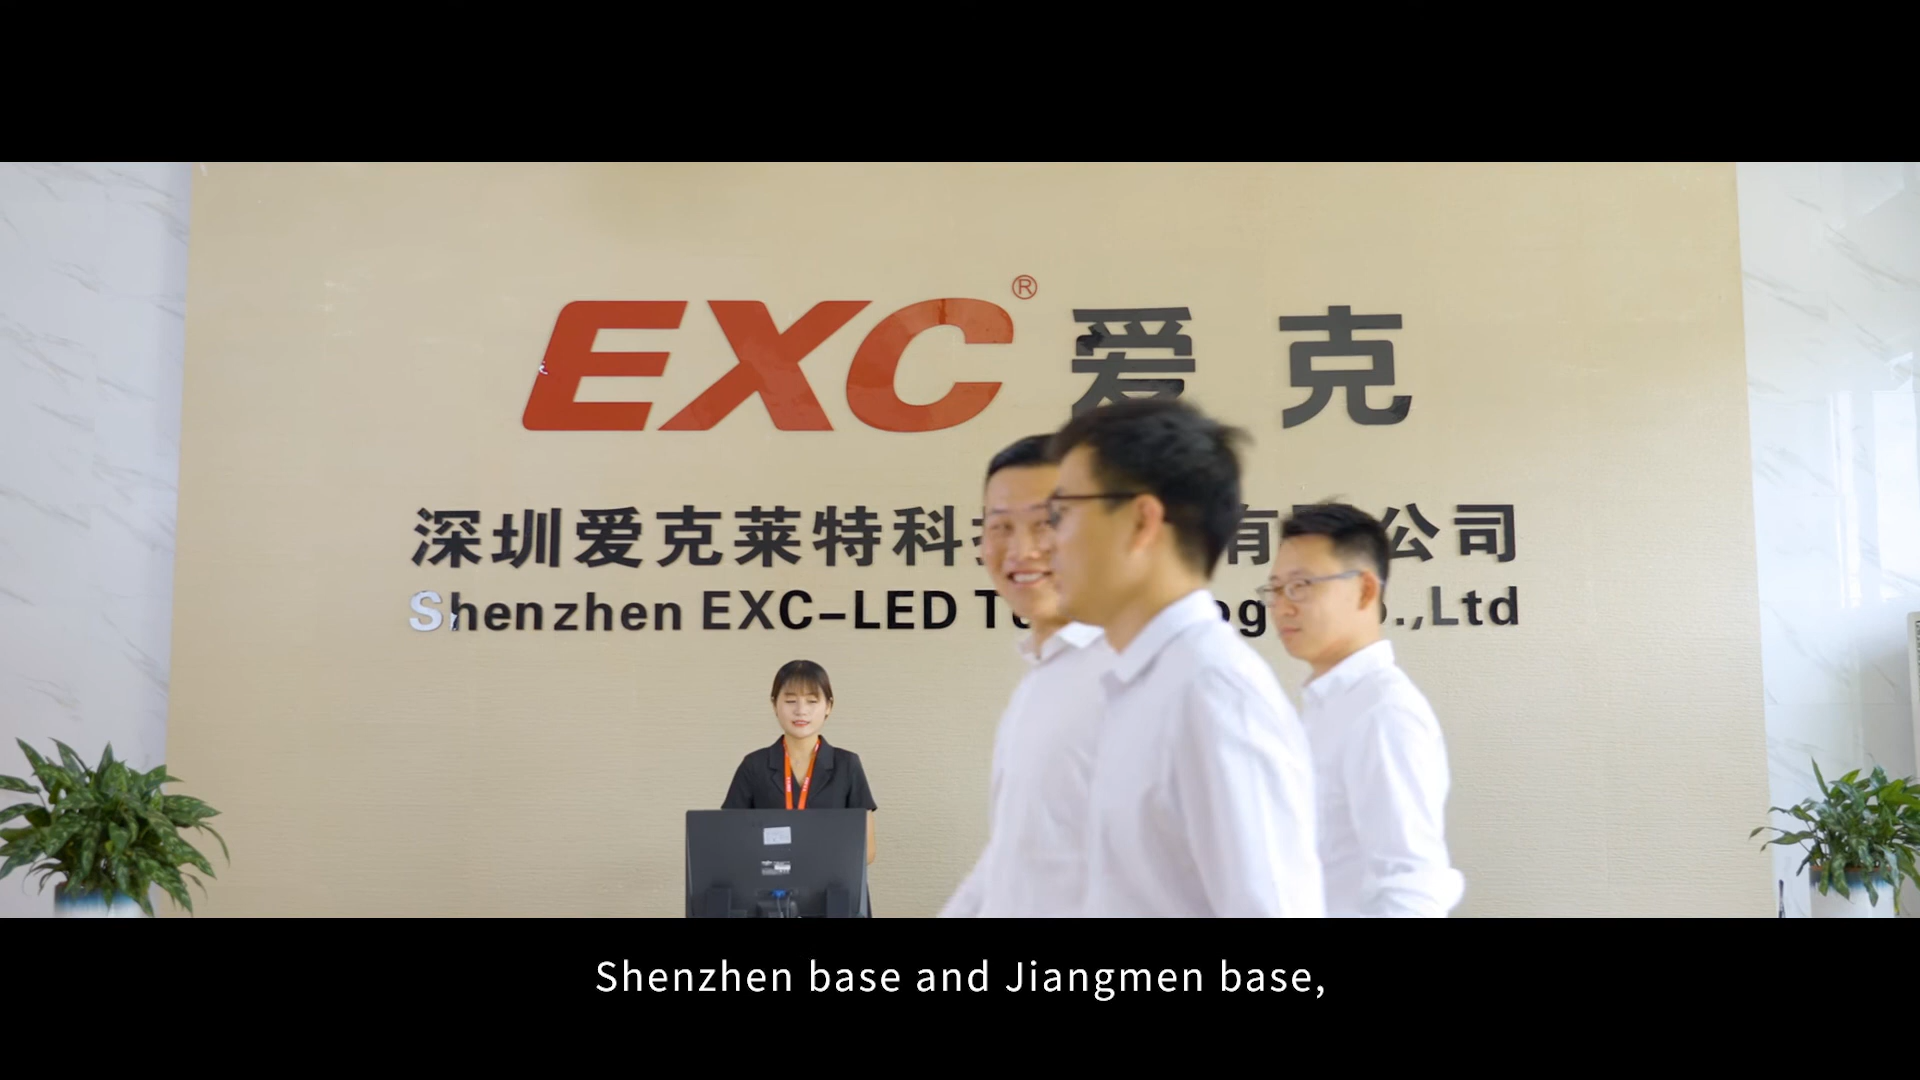 EXC® 爱克
深圳爱克莱特科 有 公司
Shenzhen EXC-LED Co.,Ltd
Shenzhen base and Jiangmen base,